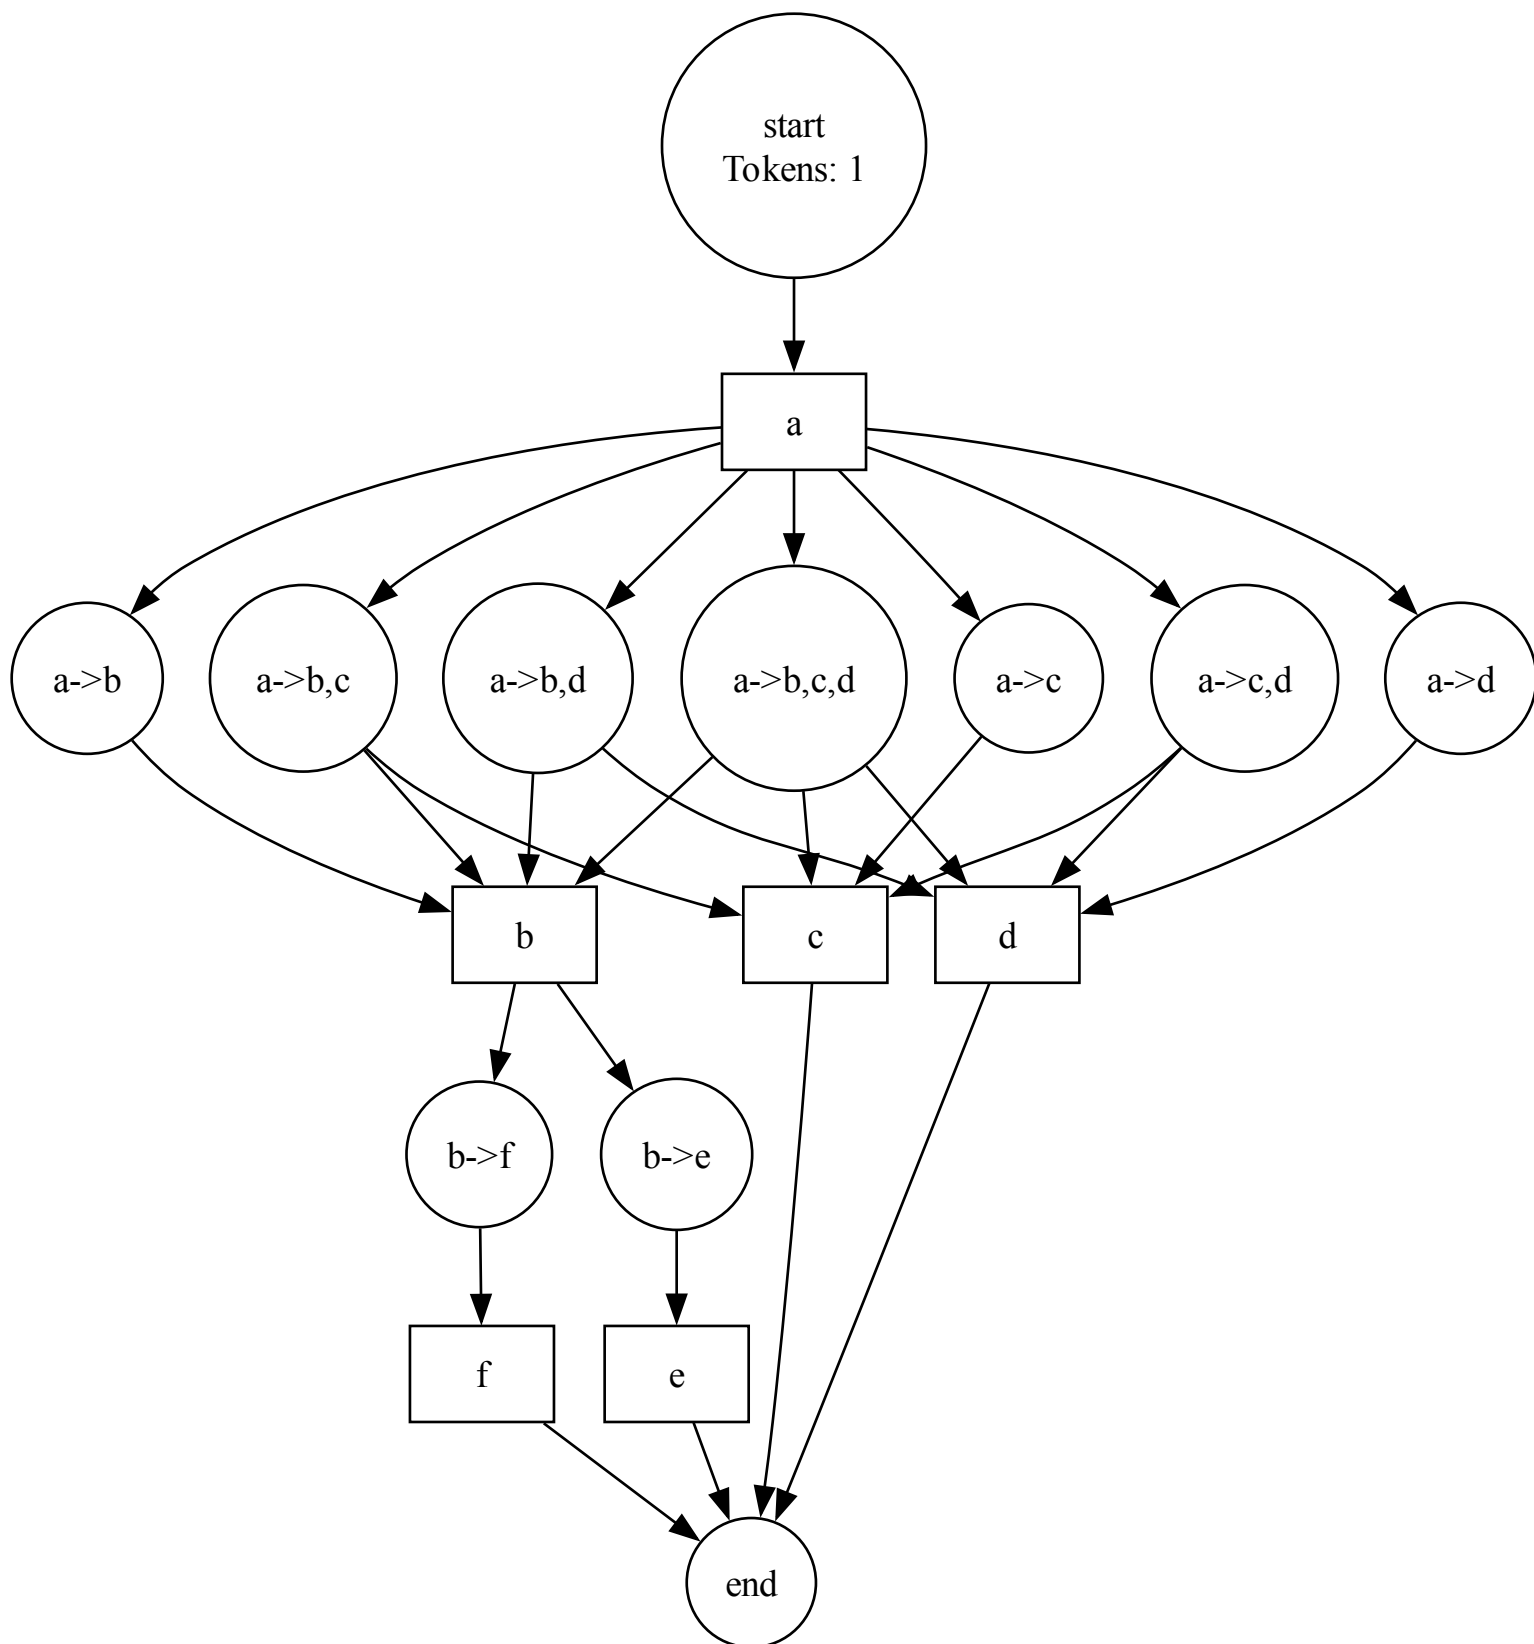 start
Tokens: 1
a
a->b
a->b,c
a->b,d
a->b,c,d
a->c
a->c,d
a->d
b
c
d
b->f
b->e
f
e
end